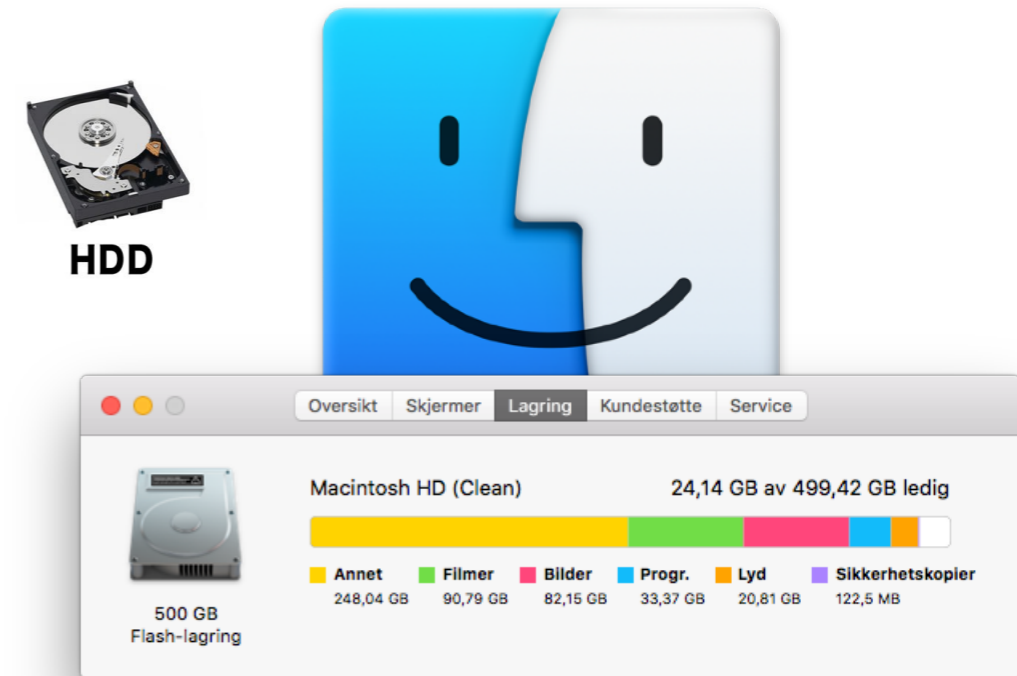 HDD
Oversikt Skjermer Lagring Kundestøtte Service
Macintosh HD (Clean) 24,14 GB av 499,42 GB ledig
Annet Filmer Bilder Progr. Lyd Sikkerhetskopier
248,04 GB 90,79 GB 82,15 GB 33,37 GB 20,81 GB 122,5 MB
500 GB
Flash-lagring